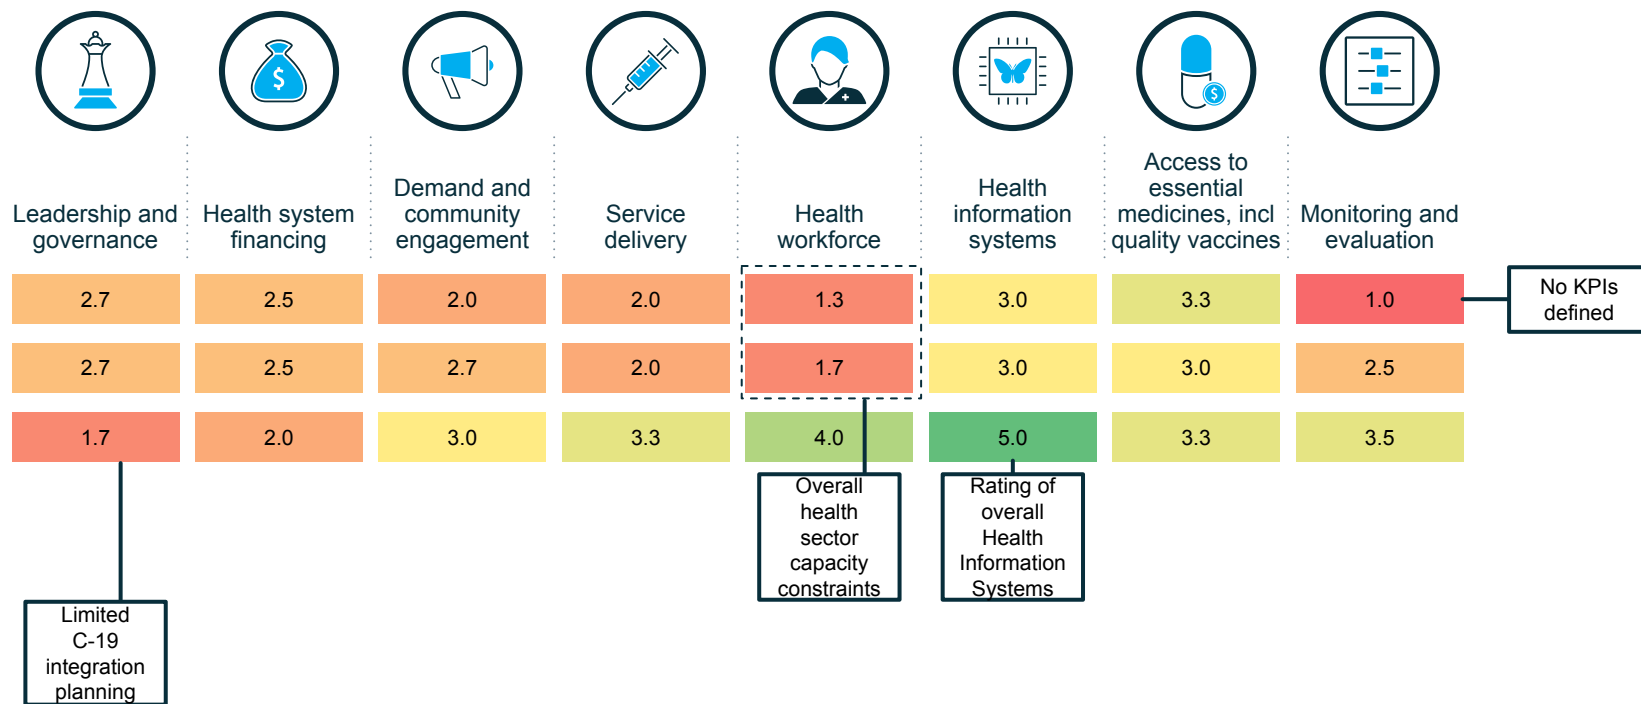 $
$
Leadership and
governance
Health system
financing
Demand and
community
engagement
Service
delivery
Health
workforce
Health
information
systems
Access to
essential
medicines, incl
quality vaccines
Monitoring and
evaluation
2.7
2.5
2.0
2.0
1.3
3.0
3.3
1.0
No KPIs
defined
2.7
2.5
2.7
2.0
1.7
3.0
3.0
2.5
1.7
2.0
3.0
3.3
4.0
5.0
3.3
3.5
Overall
health
sector
capacity
constraints
Rating of
overall
Health
Information
Systems
Limited
C-19
integration
planning